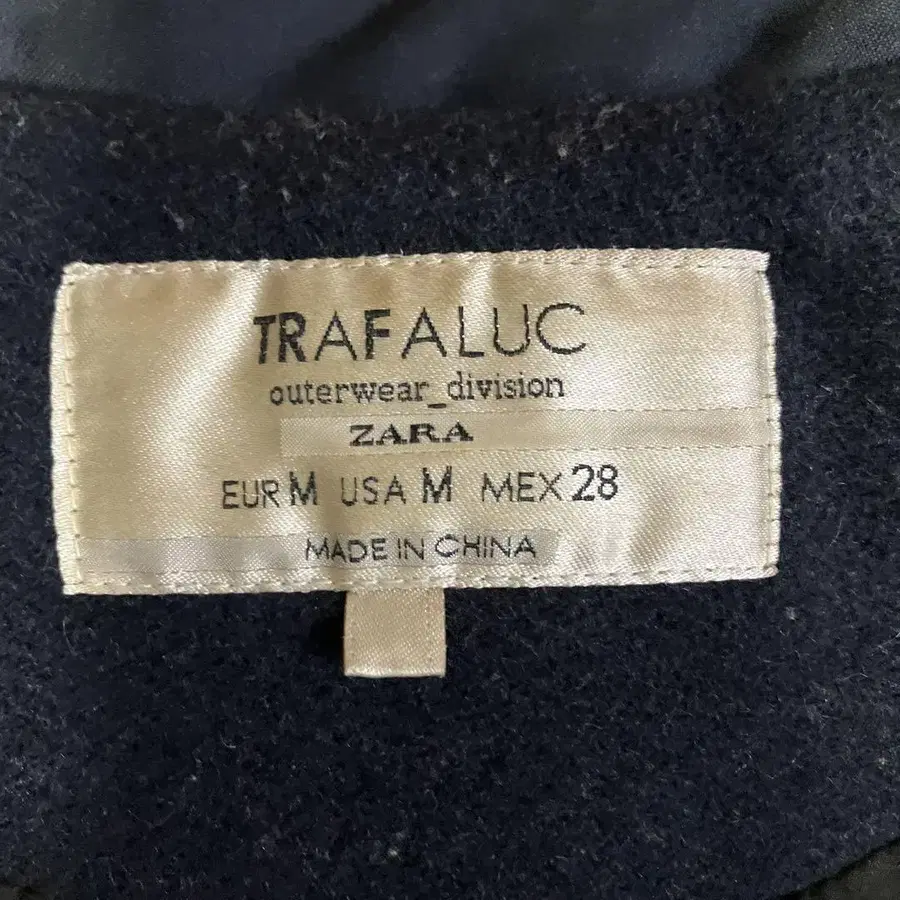 TRAFALUC
outerwear_division
ZARA
EUR M USA M MEX 28
MADE IN CHINA